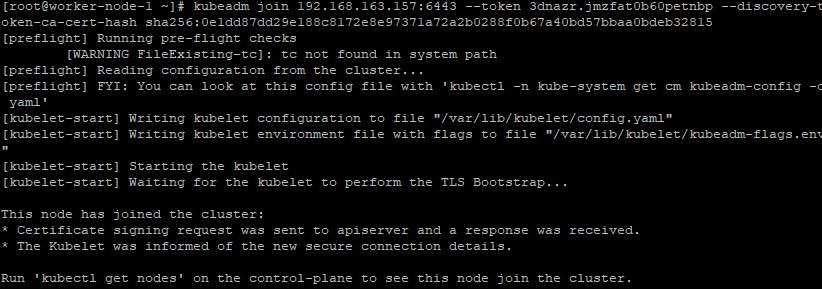 [root@worker-node-1 ~]# kubeadm join 192.168.163.157:6443 --token 3dnazr.jmzfat0b60petnbp --discovery-t
oken-ca-cert-hash sha256:0e1dd87dd29e188c8172e8e97371a72a2b0288f0b67a40bd57bbaa0bdeb32815
[preflight] Running pre-flight checks
[WARNING FileExisting-tc]: tc not found in system path
[preflight] Reading configuration from the cluster...
[preflight] FYI: You can look at this config file with 'kubectl -n kube-system get cm kubeadm-config -o
yaml'
[kubelet-start] Writing kubelet configuration to file "/var/lib/kubelet/config.yaml"
[kubelet-start] Writing kubelet environment file with flags to file "/var/lib/kubelet/kubeadm-flags.env
"
[kubelet-start] Starting the kubelet
[kubelet-start] Waiting for the kubelet to perform the TLS Bootstrap...
This node has joined the cluster:
* Certificate signing request was sent to apiserver and a response was received.
* The Kubelet was informed of the new secure connection details.
Run 'kubectl get nodes' on the control-plane to see this node join the cluster.